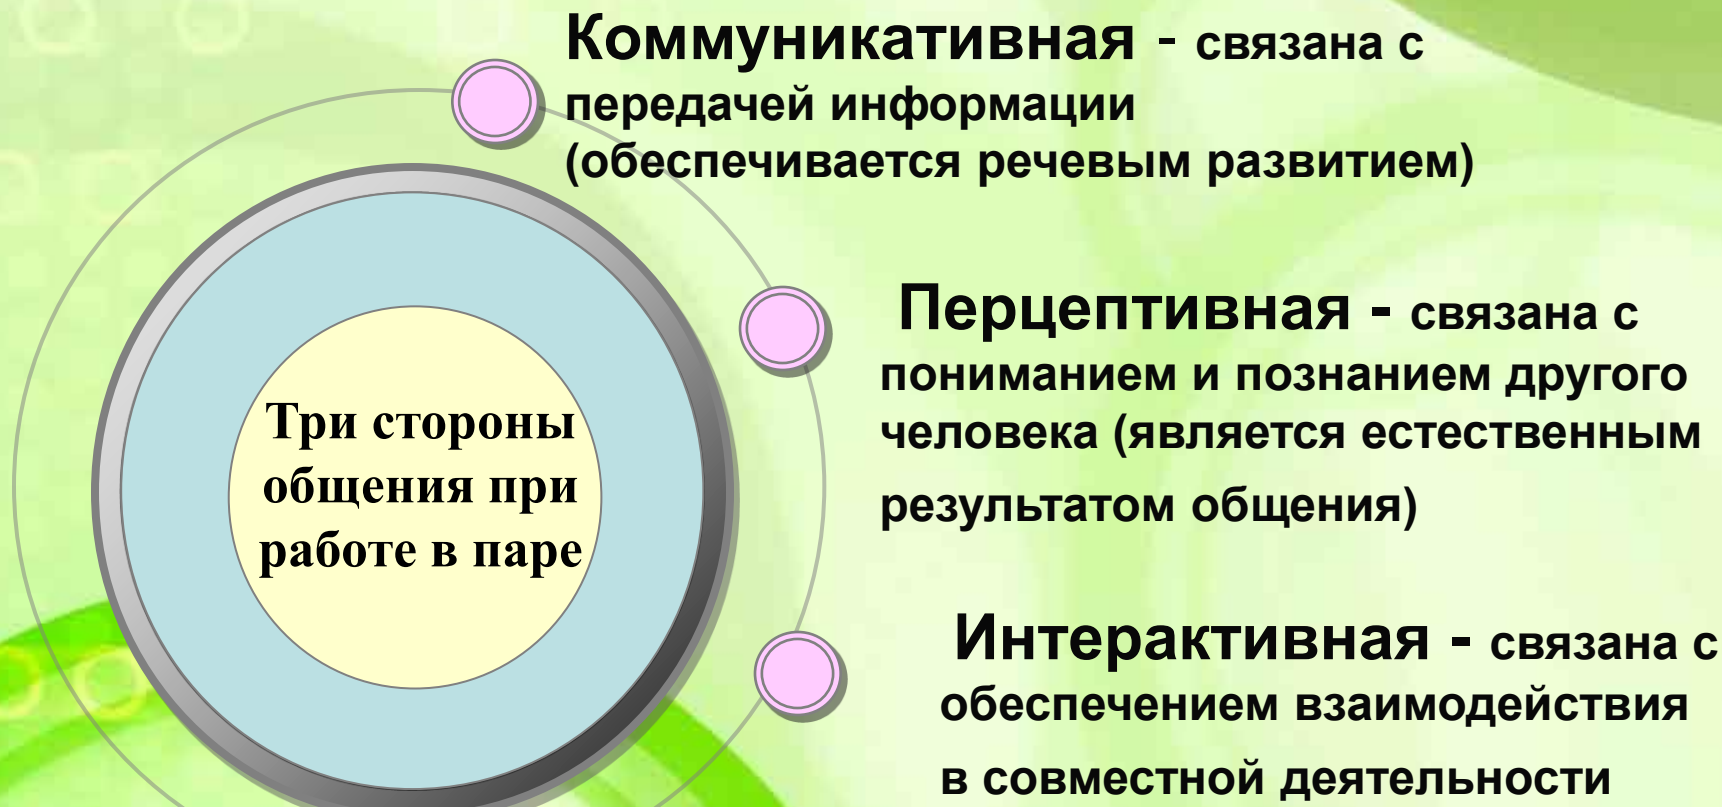 Коммуникативная - связана с
передачей информации
(обеспечивается речевым развитием)
Перцептивная - связана с
пониманием и познанием другого
человека (является естественным
результатом общения)
Три стороны
общения при
работе в паре
Интерактивная - связана с
обеспечением взаимодействия
в совместной деятельности